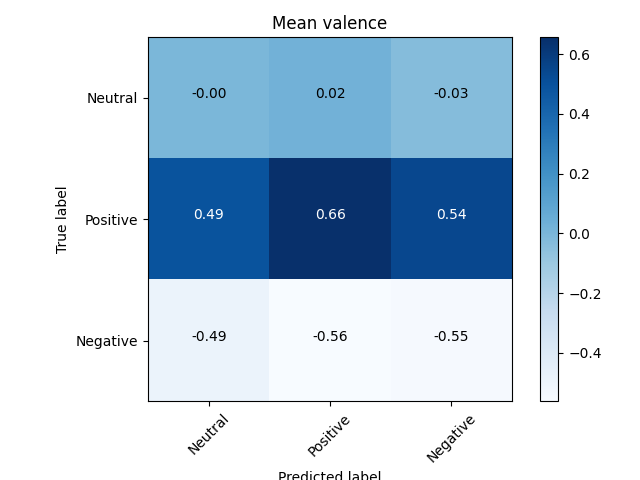 Mean valence
Neutral
-0.00 0.02 -0.03
0.6
0.4
True label
Positive
0.49 0.66 0.54
0.2
0.0
−0.2
Negative
-0.49 -0.56 -0.55
−0.4
Neutral
Positive
Negative
Predicted label